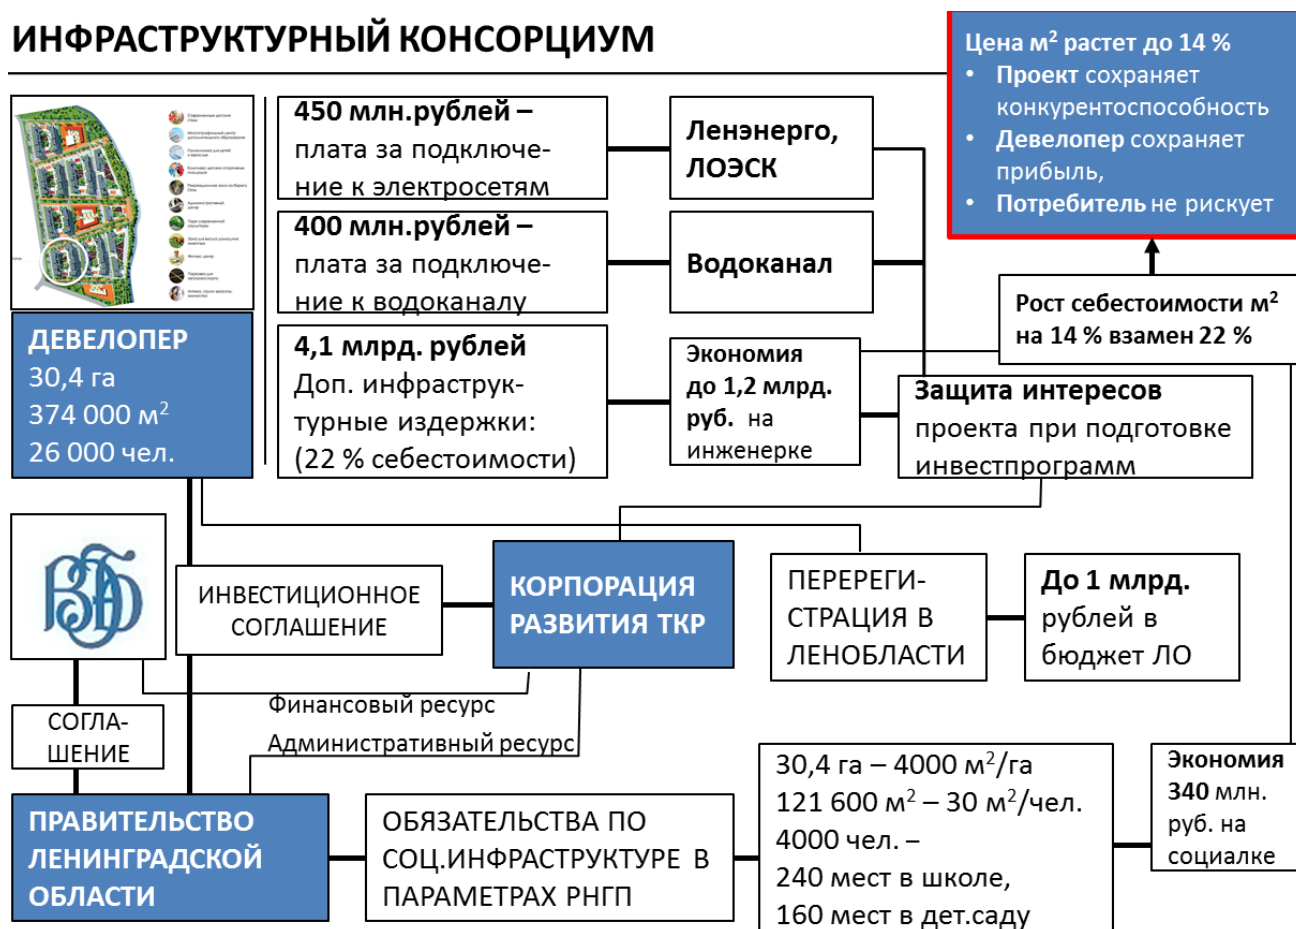 ИНФРАСТРУКТУРНЫЙ КОНСОРЦИУМ
Цена м² растет до 14 %
• Проект сохраняет
конкурентоспособность
• Девелопер сохраняет
прибыль,
• Потребитель не рискует
450 млн.рублей –
плата за подключе-
ние к электросетям
Ленэнерго,
ЛОЭСК
400 млн.рублей –
плата за подключе-
ние к водоканалу
Водоканал
Рост себестоимости м²
на 14 % взамен 22 %
ДЕВЕЛОПЕР
30,4 га
374 000 м²
26 000 чел.
4,1 млрд. рублей
Доп. инфраструк-
турные издержки:
(22 % себестоимости)
Экономия
до 1,2 млрд.
руб. на
инженерке
Защита интересов
проекта при подготовке
инвестпрограмм
ВТБ
ИНВЕСТИЦИОННОЕ
СОГЛАШЕНИЕ
КОРПОРАЦИЯ
РАЗВИТИЯ ТКР
ПЕРЕРЕГИ-
СТРАЦИЯ В
ЛЕНОБЛАСТИ
До 1 млрд.
рублей в
бюджет ЛО
Финансовый ресурс
Административный ресурс
СОГЛА-
ШЕНИЕ
ПРАВИТЕЛЬСТВО
ЛЕНИНГРАДСКОЙ
ОБЛАСТИ
ОБЯЗАТЕЛЬСТВА ПО
СОЦ.ИНФРАСТРУКТУРЕ В
ПАРАМЕТРАХ РНГП
30,4 га – 4000 м²/га
121 600 м² – 30 м²/чел.
4000 чел. –
240 мест в школе,
160 мест в дет.саду
Экономия
340 млн.
руб. на
социалке